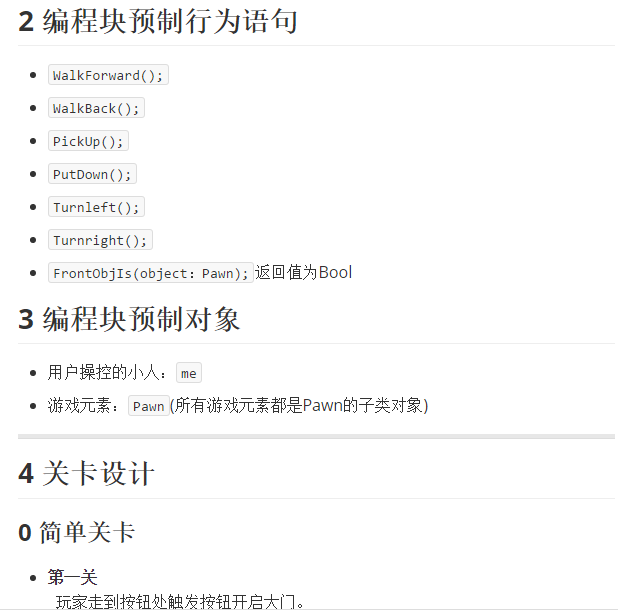 2 编程块预制行为语句
WalkForward();
WalkBack();
PickUp();
PutDown();
Turnleft();
Turnright();
FrontObjIs(object：Pawn);返回值为Bool
3 编程块预制对象
用户操控的小人：me
游戏元素：Pawn(所有游戏元素都是Pawn的子类对象)
4 关卡设计
0 简单关卡
第一关
玩家走到按钮处触发按钮开启大门。